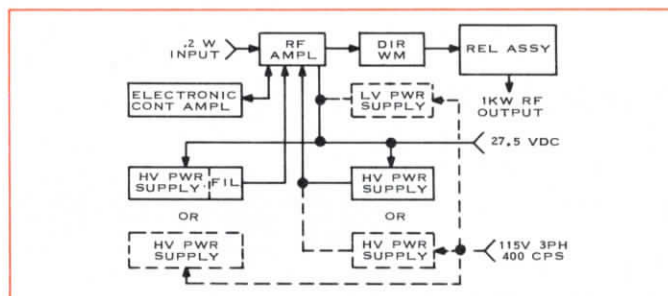 .2 W
INPUT
RF
AMPL
DIR
WM
REL ASSY
ELECTRONIC
CONT AMPL
LV PWR
SUPPLY
1KW RF
OUTPUT
27.5 VDC
HV PWR
SUPPLY
FIL
HV PWR
SUPPLY
OR
OR
HV PWR
SUPPLY
HV PWR
SUPPLY
115V 3PH
400 CPS